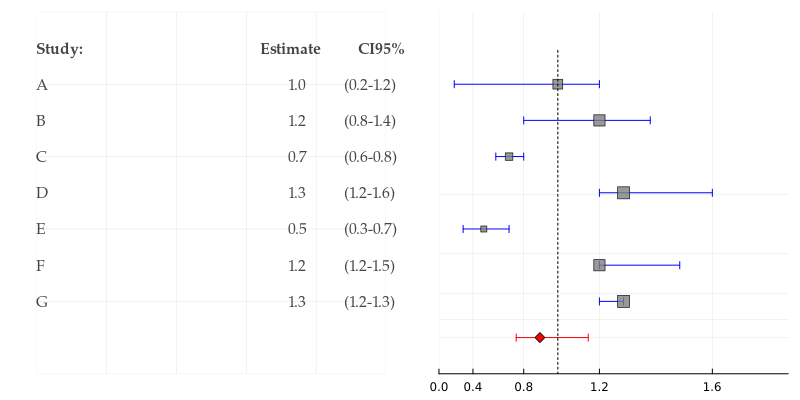 Study: Estimate CI95%
A 1.0 (0.2-1.2)
B 1.2 (0.8-1.4)
C 0.7 (0.6-0.8)
D 1.3 (1.2-1.6)
E 0.5 (0.3-0.7)
F 1.2 (1.2-1.5)
G 1.3 (1.2-1.3)
0.0 0.4 0.8 1.2 1.6